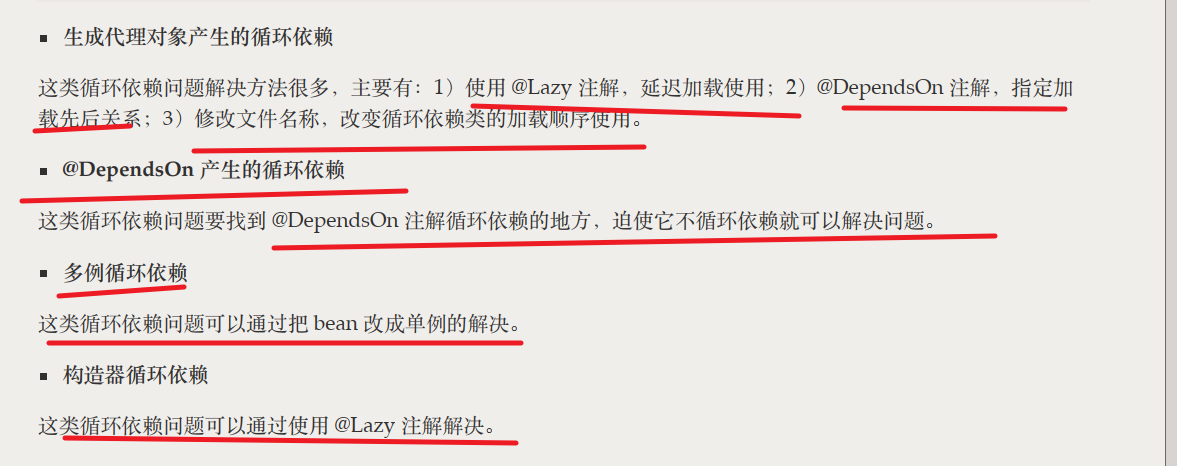 生成代理对象产生的循环依赖
这类循环依赖问题解决方法很多，主要有：1）使用 @Lazy 注解，延迟加载使用；2）@DependsOn 注解，指定加
载先后关系；3）修改文件名称，改变循环依赖类的加载顺序使用。
@DependsOn 产生的循环依赖
这类循环依赖问题要找到 @DependsOn 注解循环依赖的地方，迫使它不循环依赖就可以解决问题。
多例循环依赖
这类循环依赖问题可以通过把 bean 改成单例的解决。
构造器循环依赖
这类循环依赖问题可以通过使用 @Lazy 注解解决。